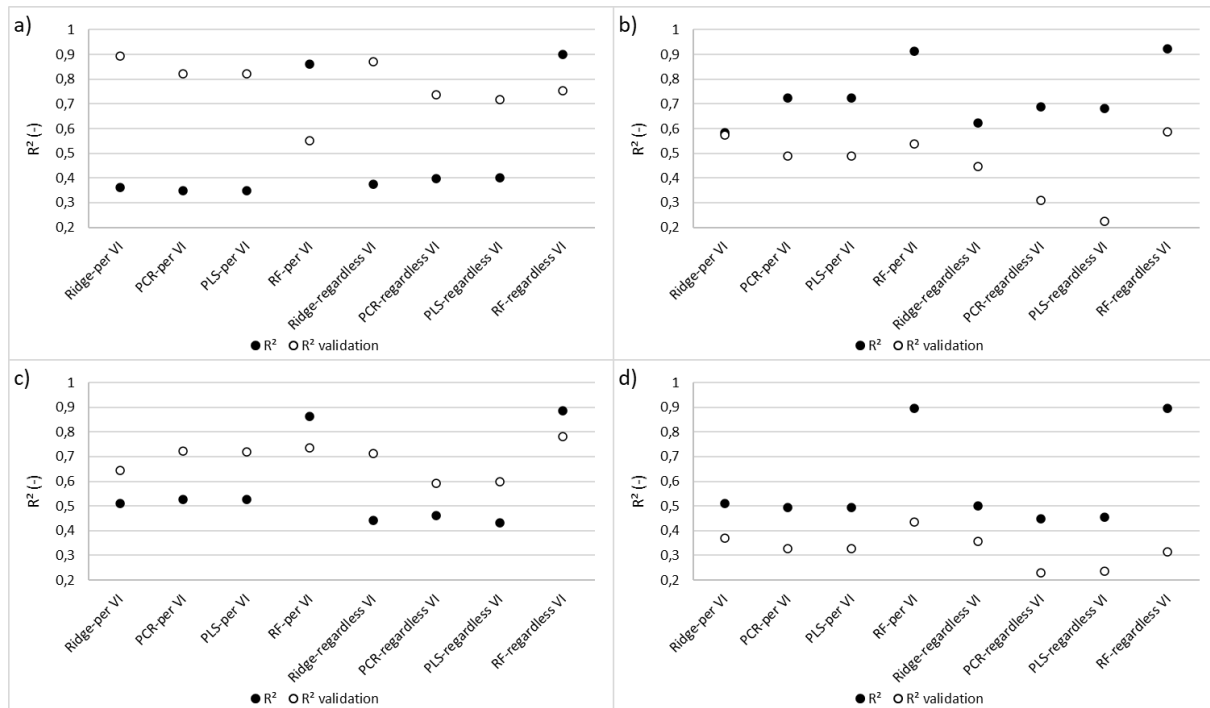 a)
1
0,9
0,8
0,7
0,6
0,5
0,4
0,3
0,2
R² (-)
Ridge-per VI
PCR-per VI
PLS-per VI
RF-per VI
Ridge-regardless VI
PCR-regardless VI
PLS-regardless VI
RF-regardless VI
R² R² validation
b)
1
0,9
0,8
0,7
0,6
0,5
0,4
0,3
0,2
R² (-)
Ridge-per VI
PCR-per VI
PLS-per VI
RF-per VI
Ridge-regardless VI
PCR-regardless VI
PLS-regardless VI
RF-regardless VI
R² R² validation
c)
1
0,9
0,8
0,7
0,6
0,5
0,4
0,3
0,2
R² (-)
Ridge-per VI
PCR-per VI
PLS-per VI
RF-per VI
Ridge-regardless VI
PCR-regardless VI
PLS-regardless VI
RF-regardless VI
R² R² validation
d)
1
0,9
0,8
0,7
0,6
0,5
0,4
0,3
0,2
R² (-)
Ridge-per VI
PCR-per VI
PLS-per VI
RF-per VI
Ridge-regardless VI
PCR-regardless VI
PLS-regardless VI
RF-regardless VI
R² R² validation